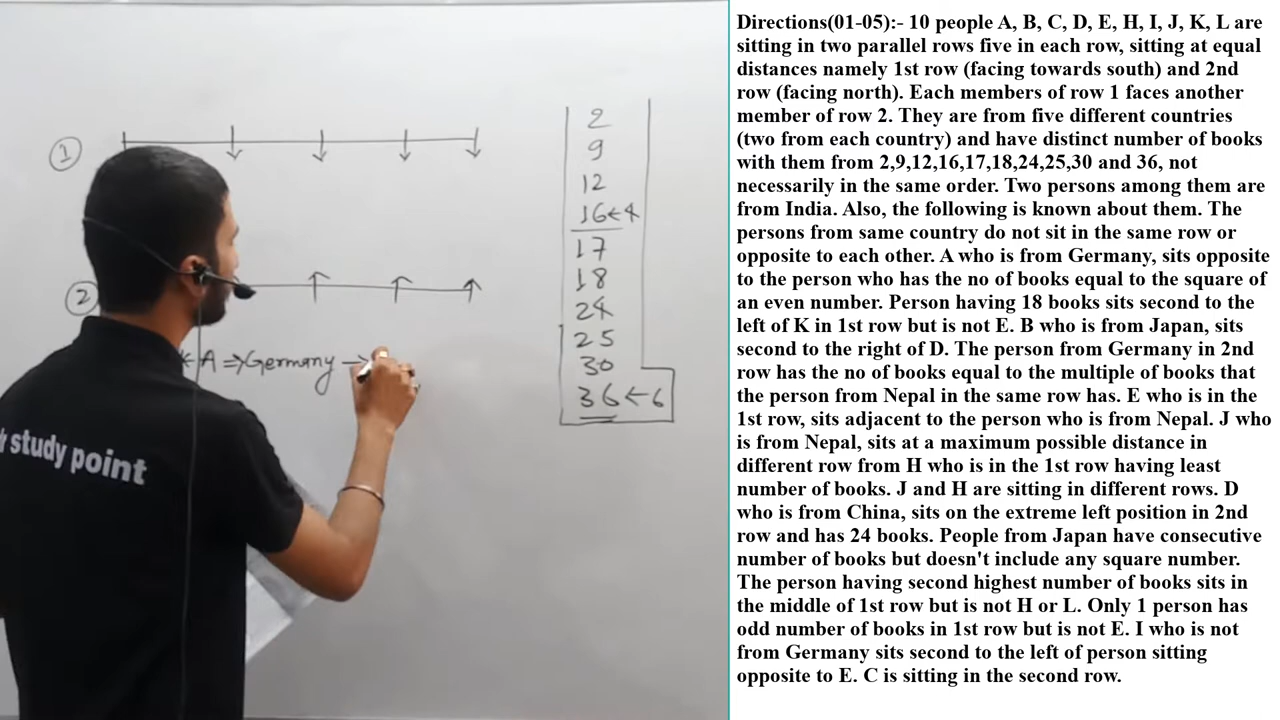 1
2
A ⇒ Germany →
2
9
12
16 ← 4
17
18
24
25
30
36 ← 6
study point
Directions(01-05):- 10 people A, B, C, D, E, H, I, J, K, L are
sitting in two parallel rows five in each row, sitting at equal
distances namely 1st row (facing towards south) and 2nd
row (facing north). Each members of row 1 faces another
member of row 2. They are from five different countries
(two from each country) and have distinct number of books
with them from 2,9,12,16,17,18,24,25,30 and 36, not
necessarily in the same order. Two persons among them are
from India. Also, the following is known about them. The
persons from same country do not sit in the same row or
opposite to each other. A who is from Germany, sits opposite
to the person who has the no of books equal to the square of
an even number. Person having 18 books sits second to the
left of K in 1st row but is not E. B who is from Japan, sits
second to the right of D. The person from Germany in 2nd
row has the no of books equal to the multiple of books that
the person from Nepal in the same row has. E who is in the
1st row, sits adjacent to the person who is from Nepal. J who
is from Nepal, sits at a maximum possible distance in
different row from H who is in the 1st row having least
number of books. J and H are sitting in different rows. D
who is from China, sits on the extreme left position in 2nd
row and has 24 books. People from Japan have consecutive
number of books but doesn't include any square number.
The person having second highest number of books sits in
the middle of 1st row but is not H or L. Only 1 person has
odd number of books in 1st row but is not E. I who is not
from Germany sits second to the left of person sitting
opposite to E. C is sitting in the second row.